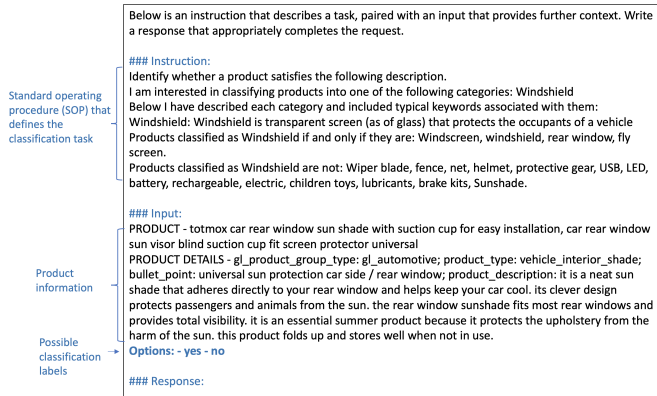 Below is an instruction that describes a task, paired with an input that provides further context. Write
a response that appropriately completes the request.
### Instruction:
Identify whether a product satisfies the following description.
I am interested in classifying products into one of the following categories: Windshield
Below I have described each category and included typical keywords associated with them:
Windshield: Windshield is transparent screen (as of glass) that protects the occupants of a vehicle
Products classified as Windshield if and only if they are: Windscreen, windshield, rear window, fly
screen.
Products classified as Windshield are not: Wiper blade, fence, net, helmet, protective gear, USB, LED,
battery, rechargeable, electric, children toys, lubricants, brake kits, Sunshade.
Standard operating
procedure (SOP) that
defines the
classification task
### Input:
PRODUCT - totmox car rear window sun shade with suction cup for easy installation, car rear window
sun visor blind suction cup fit screen protector universal
PRODUCT DETAILS - gl_product_group_type: gl_automotive; product_type: vehicle_interior_shade;
bullet_point: universal sun protection car side / rear window; product_description: it is a neat sun
shade that adheres directly to your rear window and helps keep your car cool. its clever design
protects passengers and animals from the sun. the rear window sunshade fits most rear windows and
provides total visibility. it is an essential summer product because it protects the upholstery from the
harm of the sun. this product folds up and stores well when not in use.
Product
information
Options: - yes - no
Possible
classification
labels
### Response: